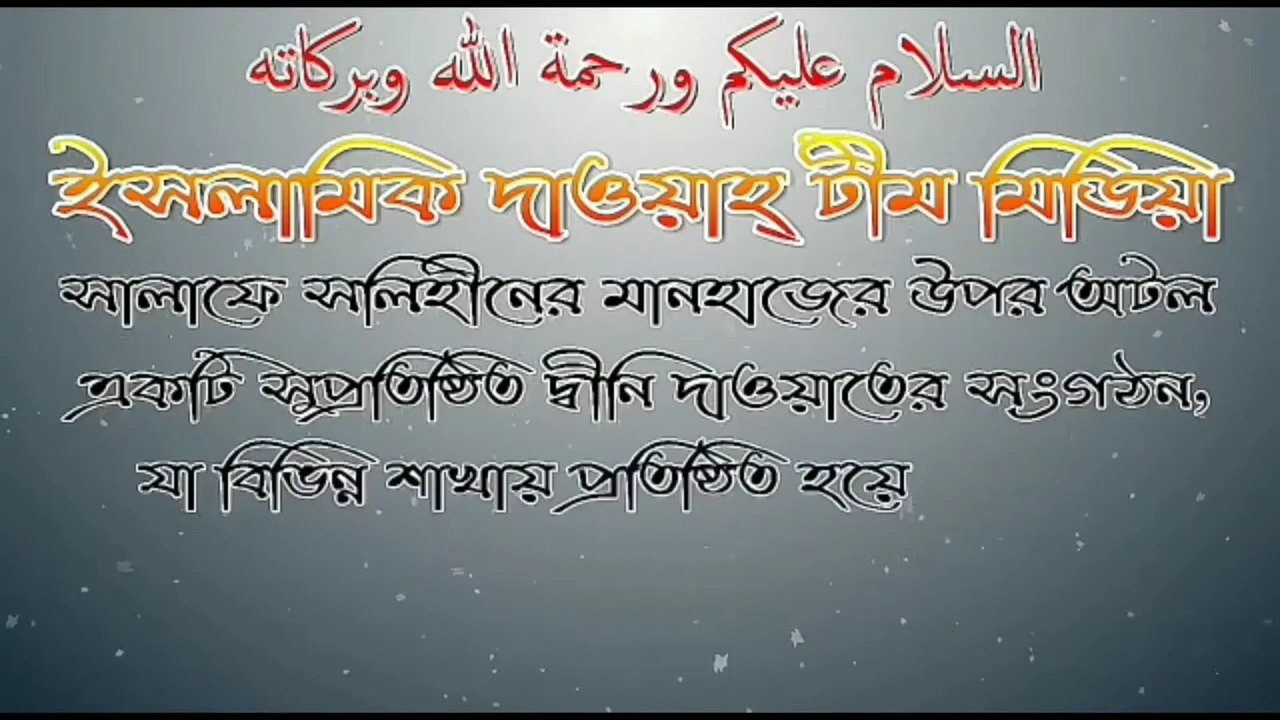 السلام عليكم ورحمة الله وبركاته
ইসলামিক দাওয়াহ্ টীম মিডিয়া
সালাফে সলিহীনের মানহাজের উপর অটল
একটি সুপ্রতিষ্ঠিত দ্বীনি দাওয়াতের সংগঠন,
যা বিভিন্ন শাখায় প্রতিষ্ঠিত হয়ে